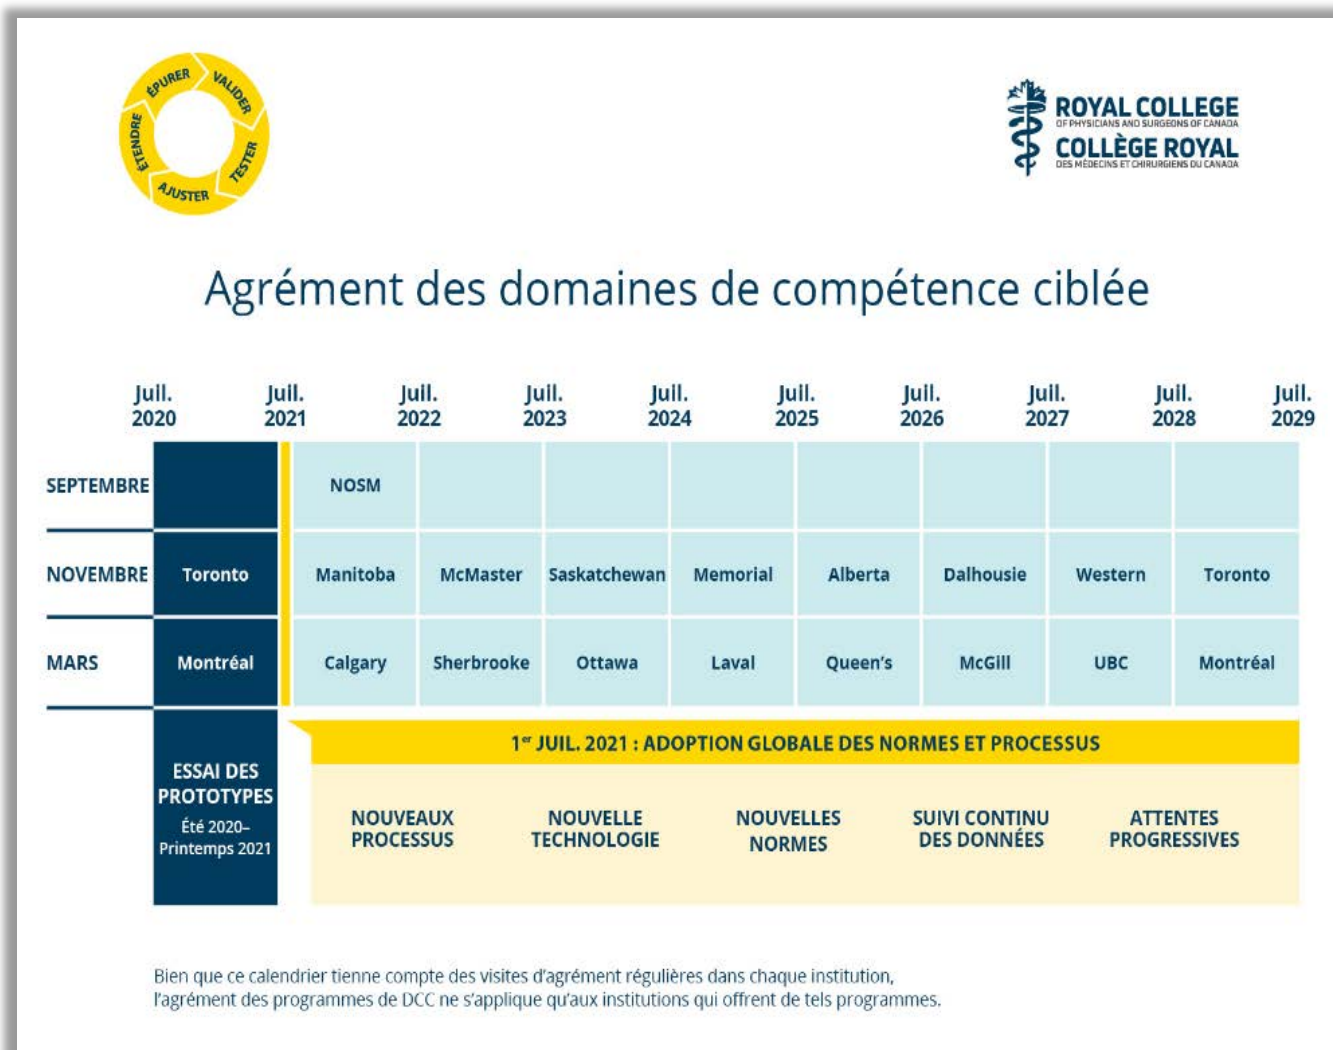 ÉPURER
VALIDER
TESTER
AJUSTER
ÉTENDRE
ROYAL COLLEGE
OF PHYSICIANS AND SURGEONS OF CANADA
COLLÈGE ROYAL
DES MÉDECINS ET CHIRURGIENS DU CANADA
Agrément des domaines de compétence ciblée
Juil. Juil. Juil. Juil. Juil. Juil. Juil. Juil. Juil. Juil.
2020 2021 2022 2023 2024 2025 2026 2027 2028 2029
SEPTEMBRE NOSM
NOVEMBRE Toronto Manitoba McMaster Saskatchewan Memorial Alberta Dalhousie Western Toronto
MARS Montréal Calgary Sherbrooke Ottawa Laval Queen's McGill UBC Montréal
1er JUIL. 2021 : ADOPTION GLOBALE DES NORMES ET PROCESSUS
ESSAI DES
PROTOTYPES
Été 2020–
Printemps 2021
NOUVEAUX NOUVELLE NOUVELLES SUIVI CONTINU ATTENTES
PROCESSUS TECHNOLOGIE NORMES DES DONNÉES PROGRESSIVES
Bien que ce calendrier tienne compte des visites d'agrément régulières dans chaque institution,
l'agrément des programmes de DCC ne s'applique qu'aux institutions qui offrent de tels programmes.